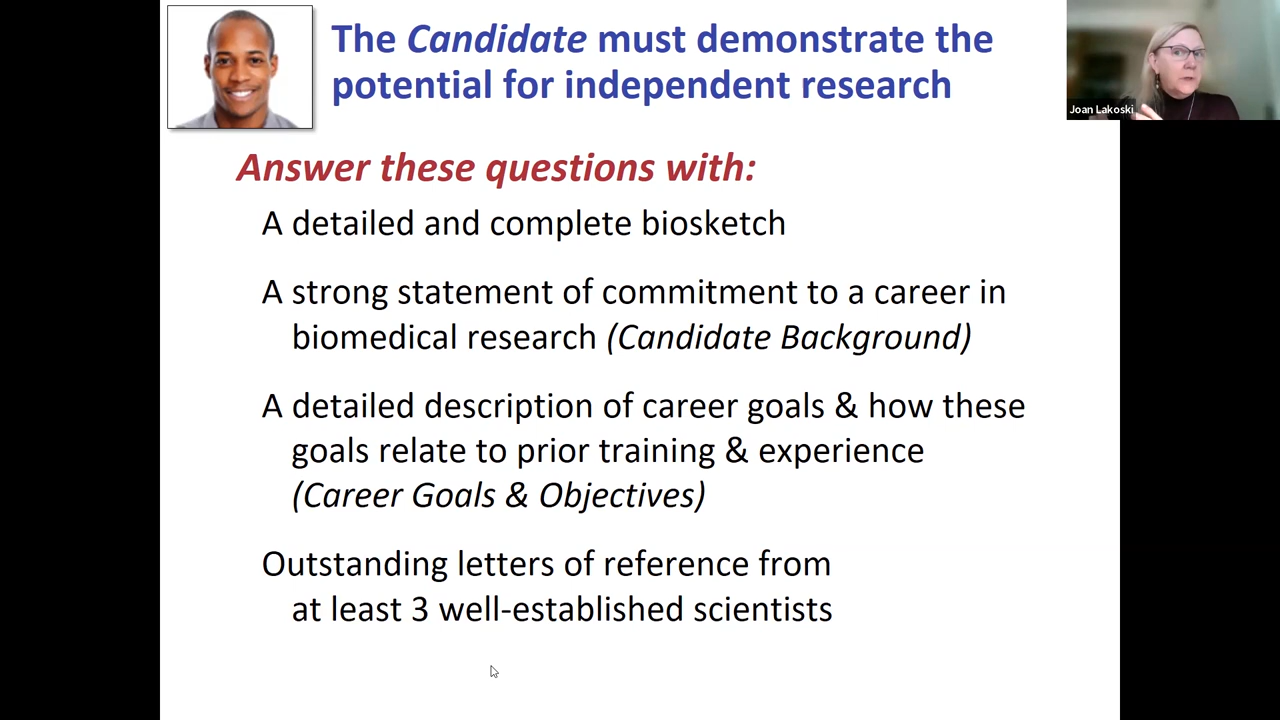 The Candidate must demonstrate the
potential for independent research
Joan Lakoski
Answer these questions with:
A detailed and complete biosketch
A strong statement of commitment to a career in
biomedical research (Candidate Background)
A detailed description of career goals & how these
goals relate to prior training & experience
(Career Goals & Objectives)
Outstanding letters of reference from
at least 3 well-established scientists